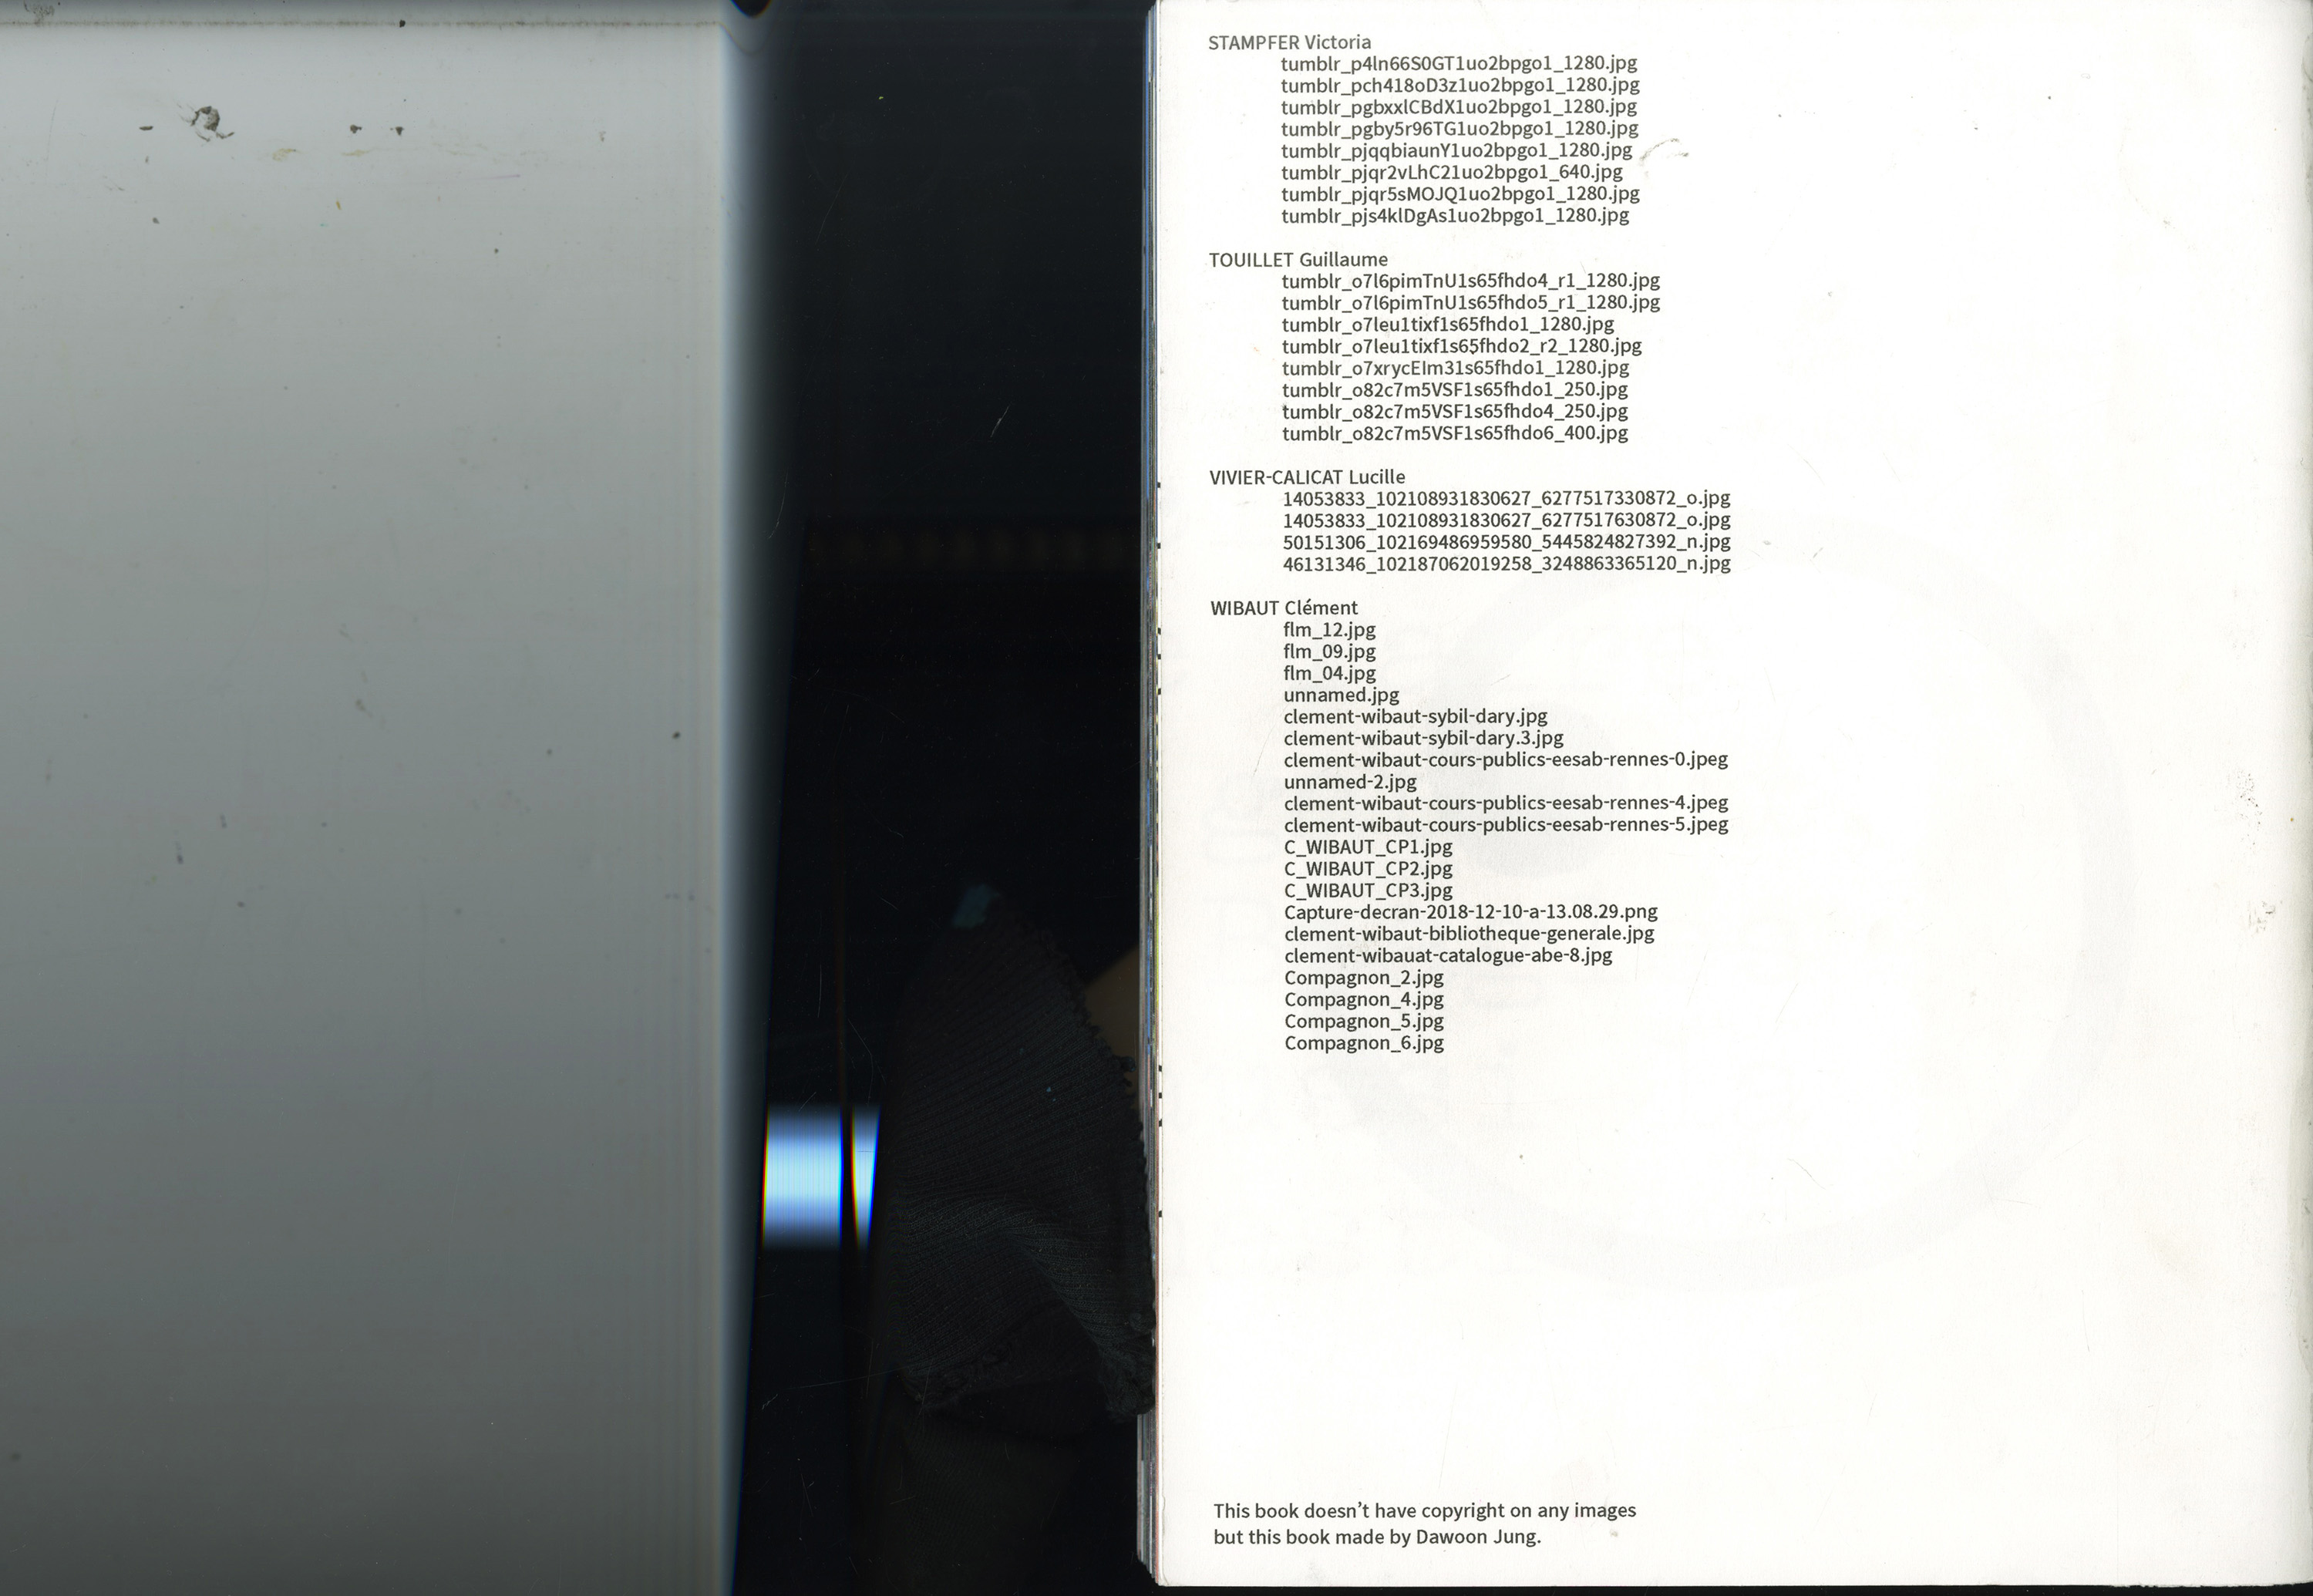 STAMPFER Victoria
tumblr_p4ln66S0GT1uo2bpgo1_1280.jpg
tumblr_pch418oD3z1uo2bpgo1_1280.jpg
tumblr_pgbxxlCBdX1uo2bpgo1_1280.jpg
tumblr_pgby5r96TG1uo2bpgo1_1280.jpg
tumblr_pjqqbiaunY1uo2bpgo1_1280.jpg
tumblr_pjqr2vLhC21uo2bpgo1_640.jpg
tumblr_pjqr5sMOJQ1uo2bpgo1_1280.jpg
tumblr_pjs4klDgAs1uo2bpgo1_1280.jpg
TOUILLET Guillaume
tumblr_o7l6pimTnU1s65fhdo4_r1_1280.jpg
tumblr_o7l6pimTnU1s65fhdo5_r1_1280.jpg
tumblr_o7leu1tixf1s65fhdo1_1280.jpg
tumblr_o7leu1tixf1s65fhdo2_r2_1280.jpg
tumblr_o7xrycEIm31s65fhdo1_1280.jpg
tumblr_o82c7m5VSF1s65fhdo1_250.jpg
tumblr_o82c7m5VSF1s65fhdo4_250.jpg
tumblr_o82c7m5VSF1s65fhdo6_400.jpg
VIVIER-CALICAT Lucille
14053833_102108931830627_6277517330872_o.jpg
14053833_102108931830627_6277517630872_o.jpg
50151306_102169486959580_5445824827392_n.jpg
46131346_102187062019258_3248863365120_n.jpg
WIBAUT Clément
flm_12.jpg
flm_09.jpg
flm_04.jpg
unnamed.jpg
clement-wibaut-sybil-dary.jpg
clement-wibaut-sybil-dary.3.jpg
clement-wibaut-cours-publics-eesab-rennes-0.jpeg
unnamed-2.jpg
clement-wibaut-cours-publics-eesab-rennes-4.jpeg
clement-wibaut-cours-publics-eesab-rennes-5.jpeg
C_WIBAUT_CP1.jpg
C_WIBAUT_CP2.jpg
C_WIBAUT_CP3.jpg
Capture-decran-2018-12-10-a-13.08.29.png
clement-wibaut-bibliotheque-generale.jpg
clement-wibauat-catalogue-abe-8.jpg
Compagnon_2.jpg
Compagnon_4.jpg
Compagnon_5.jpg
Compagnon_6.jpg
This book doesn’t have copyright on any images
but this book made by Dawoon Jung.